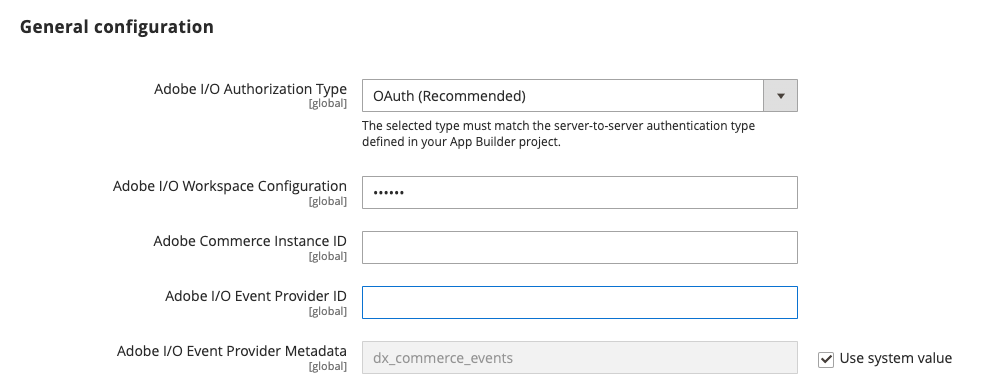 General configuration
Adobe I/O Authorization Type
[global]
OAuth (Recommended)
The selected type must match the server-to-server authentication type
defined in your App Builder project.
Adobe I/O Workspace Configuration
[global]
••••••
Adobe Commerce Instance ID
[global]
Adobe I/O Event Provider ID
[global]
Adobe I/O Event Provider Metadata
[global]
dx_commerce_events
Use system value